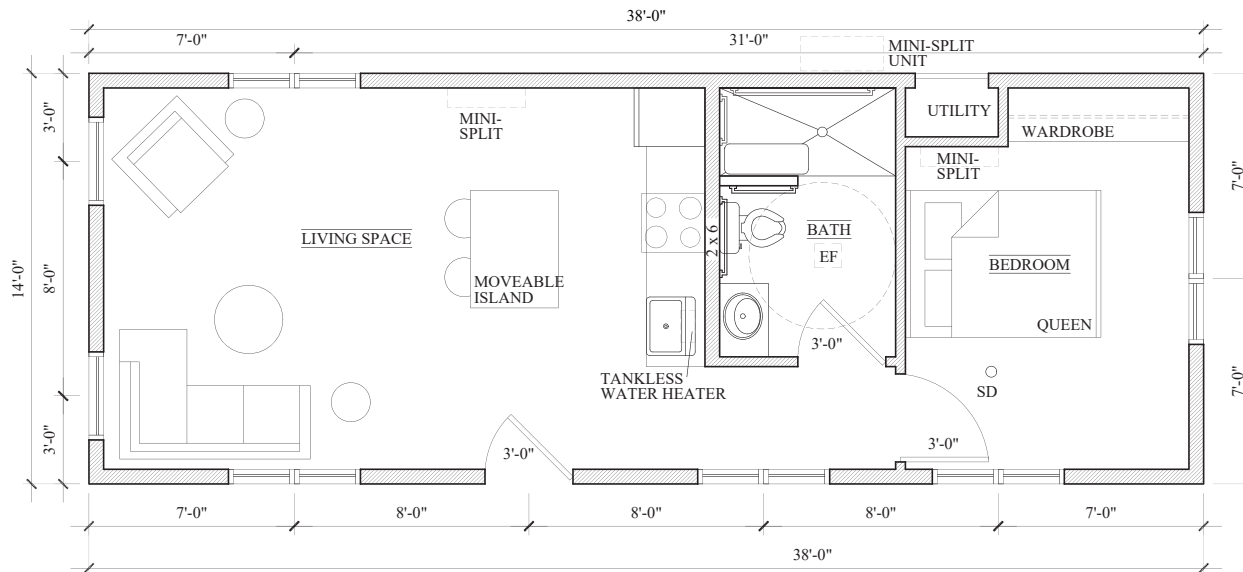 38'-0"
7'-0"
31'-0"
MINI-SPLIT
UNIT
14'-0"
3'-0"
8'-0"
3'-0"
MINI-
SPLIT
UTILITY
WARDROBE
MINI-
SPLIT
7'-0"
7'-0"
LIVING SPACE
2 x 6
BATH
EF
BEDROOM
MOVEABLE
ISLAND
QUEEN
3'-0"
TANKLESS
WATER HEATER
SD
3'-0"
3'-0"
7'-0"
8'-0"
8'-0"
8'-0"
7'-0"
38'-0"